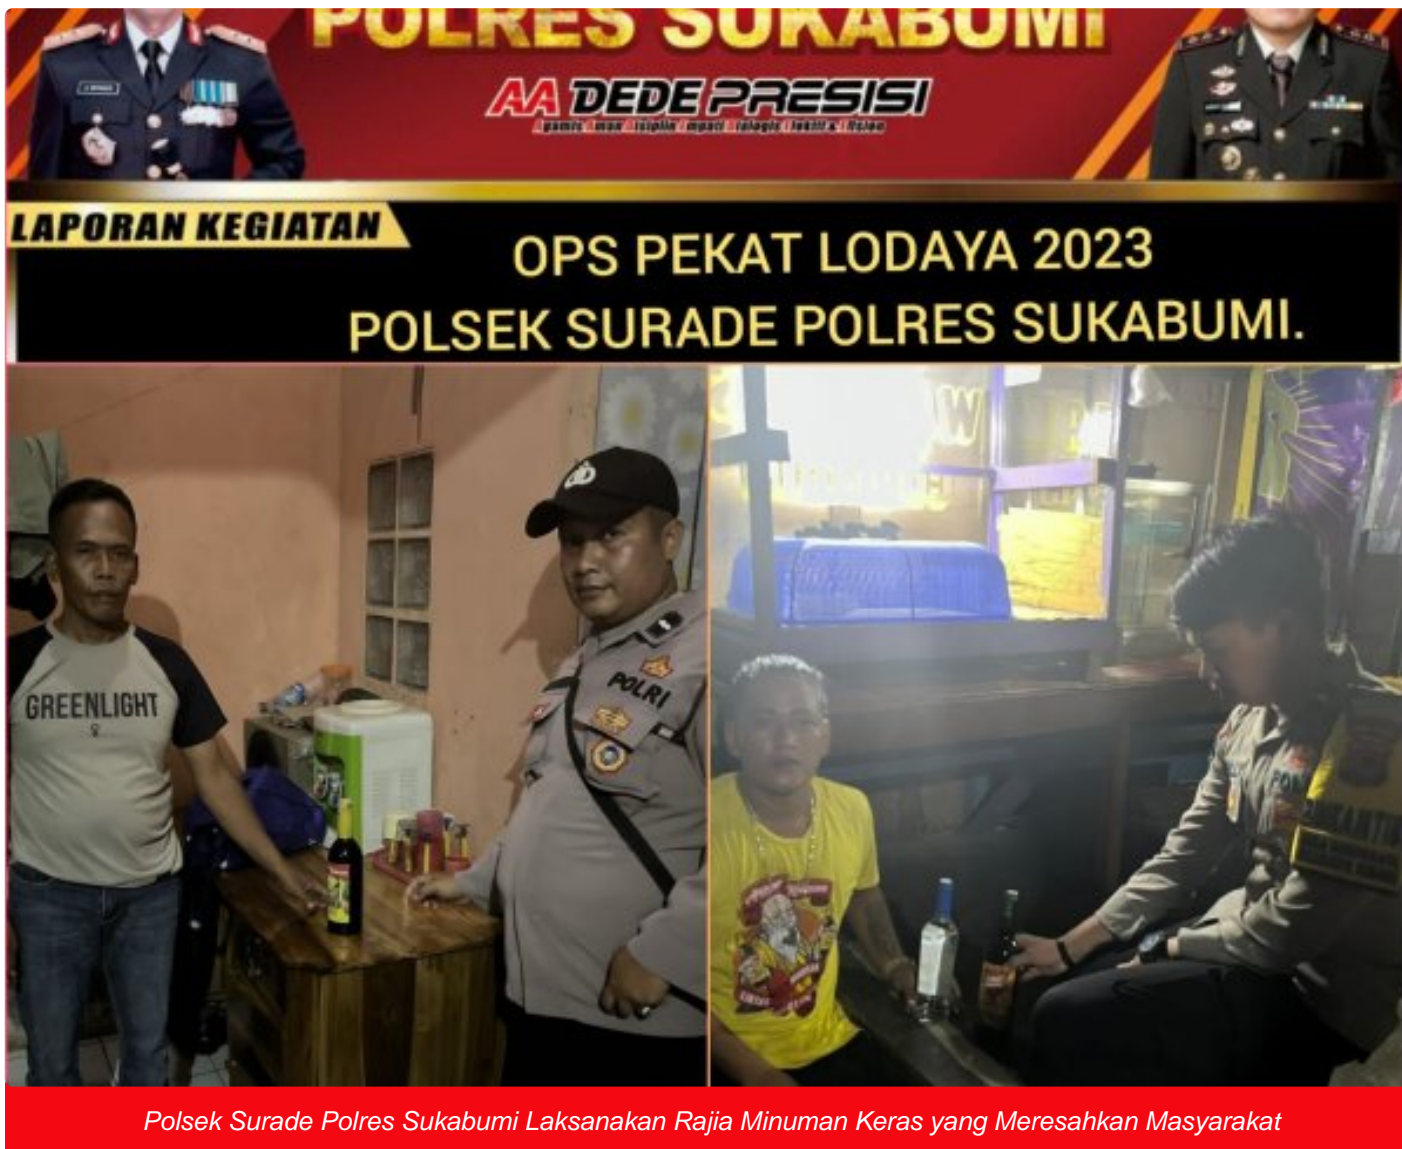 POLRES SUKABUMI
AA DEDE PRESISI
LAPORAN KEGIATAN
OPS PEKAT LODAYA 2023
POLSEK SURADE POLRES SUKABUMI.
GREENLIGHT
POLRI
Polsek Surade Polres Sukabumi Laksanakan Rajia Minuman Keras yang Meresahkan Masyarakat